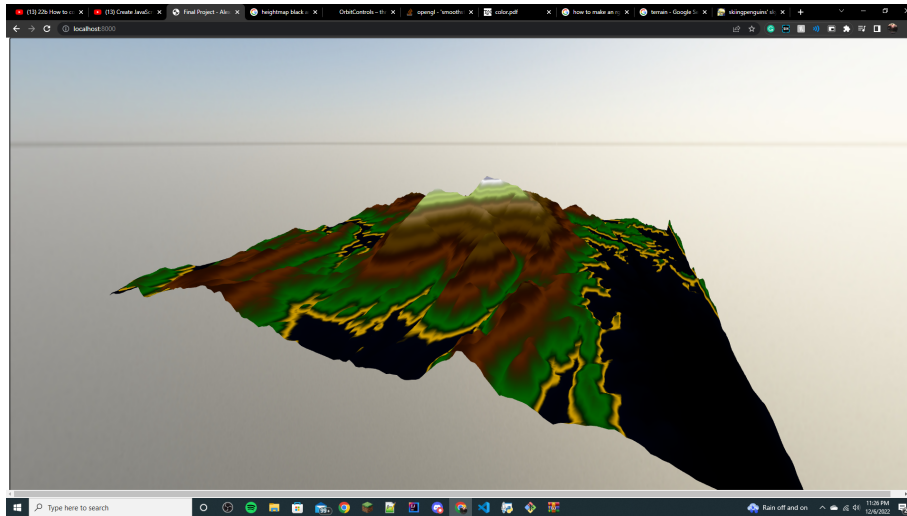 (13) 22b How to c
(13) Create JavaSc
Final Project - Ale
heightmap black a
OrbitControls – th
opengl - 'smooth
color.pdf
how to make an
terrain - Google S
skiingpenguins' sk
localhost:8000
Type here to search
99+
Rain off and on
11:26 PM
12/6/2022